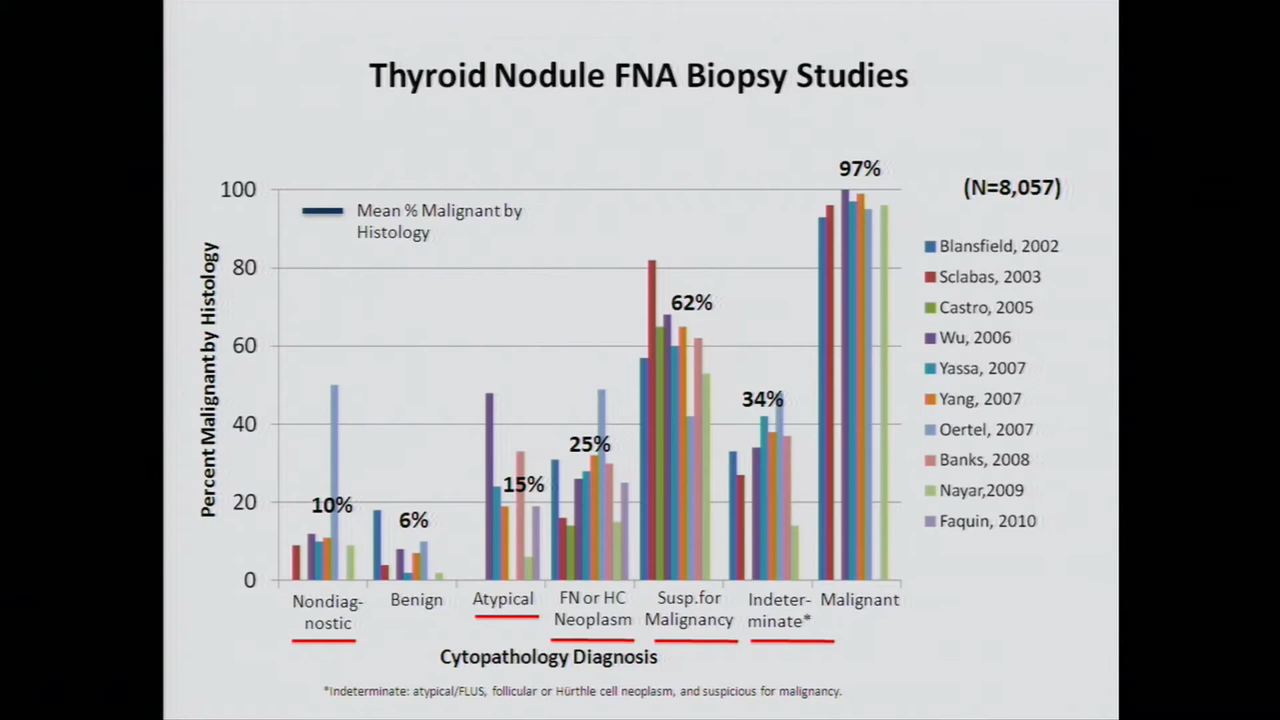 Thyroid Nodule FNA Biopsy Studies
97%
(N=8,057)
100
80
60
40
20
0
Percent Malignant by Histology
Mean % Malignant by
Histology
10%
6%
15%
25%
62%
34%
Blansfield, 2002
Sclabas, 2003
Castro, 2005
Wu, 2006
Yassa, 2007
Yang, 2007
Oertel, 2007
Banks, 2008
Nayar,2009
Faquin, 2010
Nondiag-
nostic
Benign
Atypical
FN or HC
Neoplasm
Susp.for
Malignancy
Indeter-
minate*
Malignant
Cytopathology Diagnosis
*Indeterminate: atypical/FLUS, follicular or Hürthle cell neoplasm, and suspicious for malignancy.